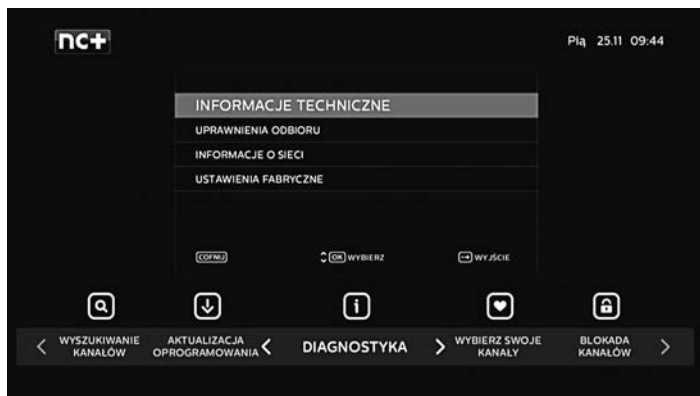 nc+
Pią 25.11 09:44
INFORMACJE TECHNICZNE
UPRAWNIENIA ODBIORU
INFORMACJE O SIECI
USTAWIENIA FABRYCZNE
COFNIJ OK WYBIERZ WYJŚCIE
WYSZUKIWANIE
KANAŁÓW
AKTUALIZACJA
OPROGRAMOWANIA
DIAGNOSTYKA
WYBIERZ SWOJE
KANAŁY
BLOKADA
KANAŁÓW